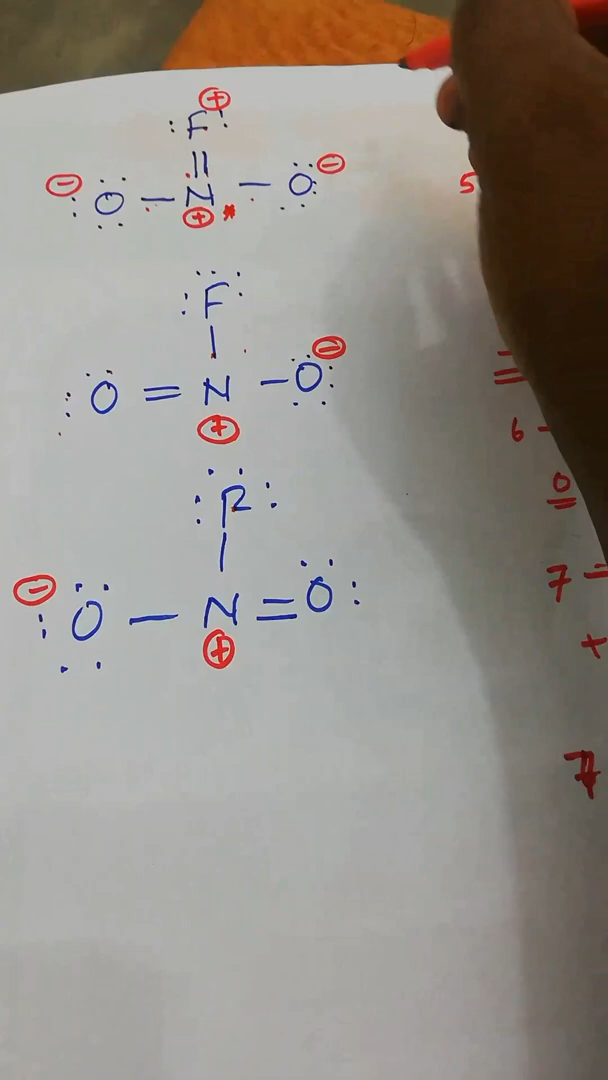 ⊕
F
⊖ O - N - O ⊖
⊕ *
5
F
O = N - O ⊖
⊕
6 -
0
F
7 =
⊖ O - N = O
⊕
+
7